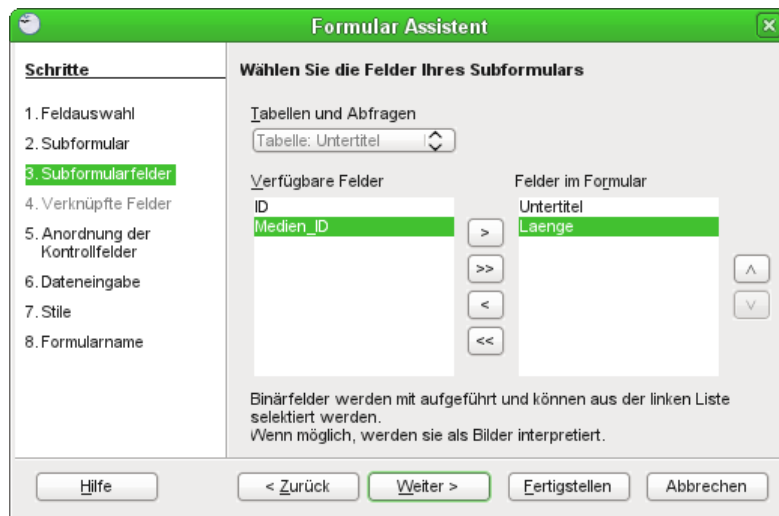 Formular Assistent
Schritte
1. Feldauswahl
2. Subformular
3. Subformularfelder
4. Verknüpfte Felder
5. Anordnung der
Kontrollfelder
6. Dateneingabe
7. Stile
8. Formularname
Wählen Sie die Felder Ihres Subformulars
Tabellen und Abfragen
Tabelle: Untertitel
Verfügbare Felder
ID
Medien_ID
>
>>
<
<<
Felder im Formular
Untertitel
Laenge
Binärfelder werden mit aufgeführt und können aus der linken Liste
selektiert werden.
Wenn möglich, werden sie als Bilder interpretiert.
Hilfe
< Zurück
Weiter >
Fertigstellen
Abbrechen